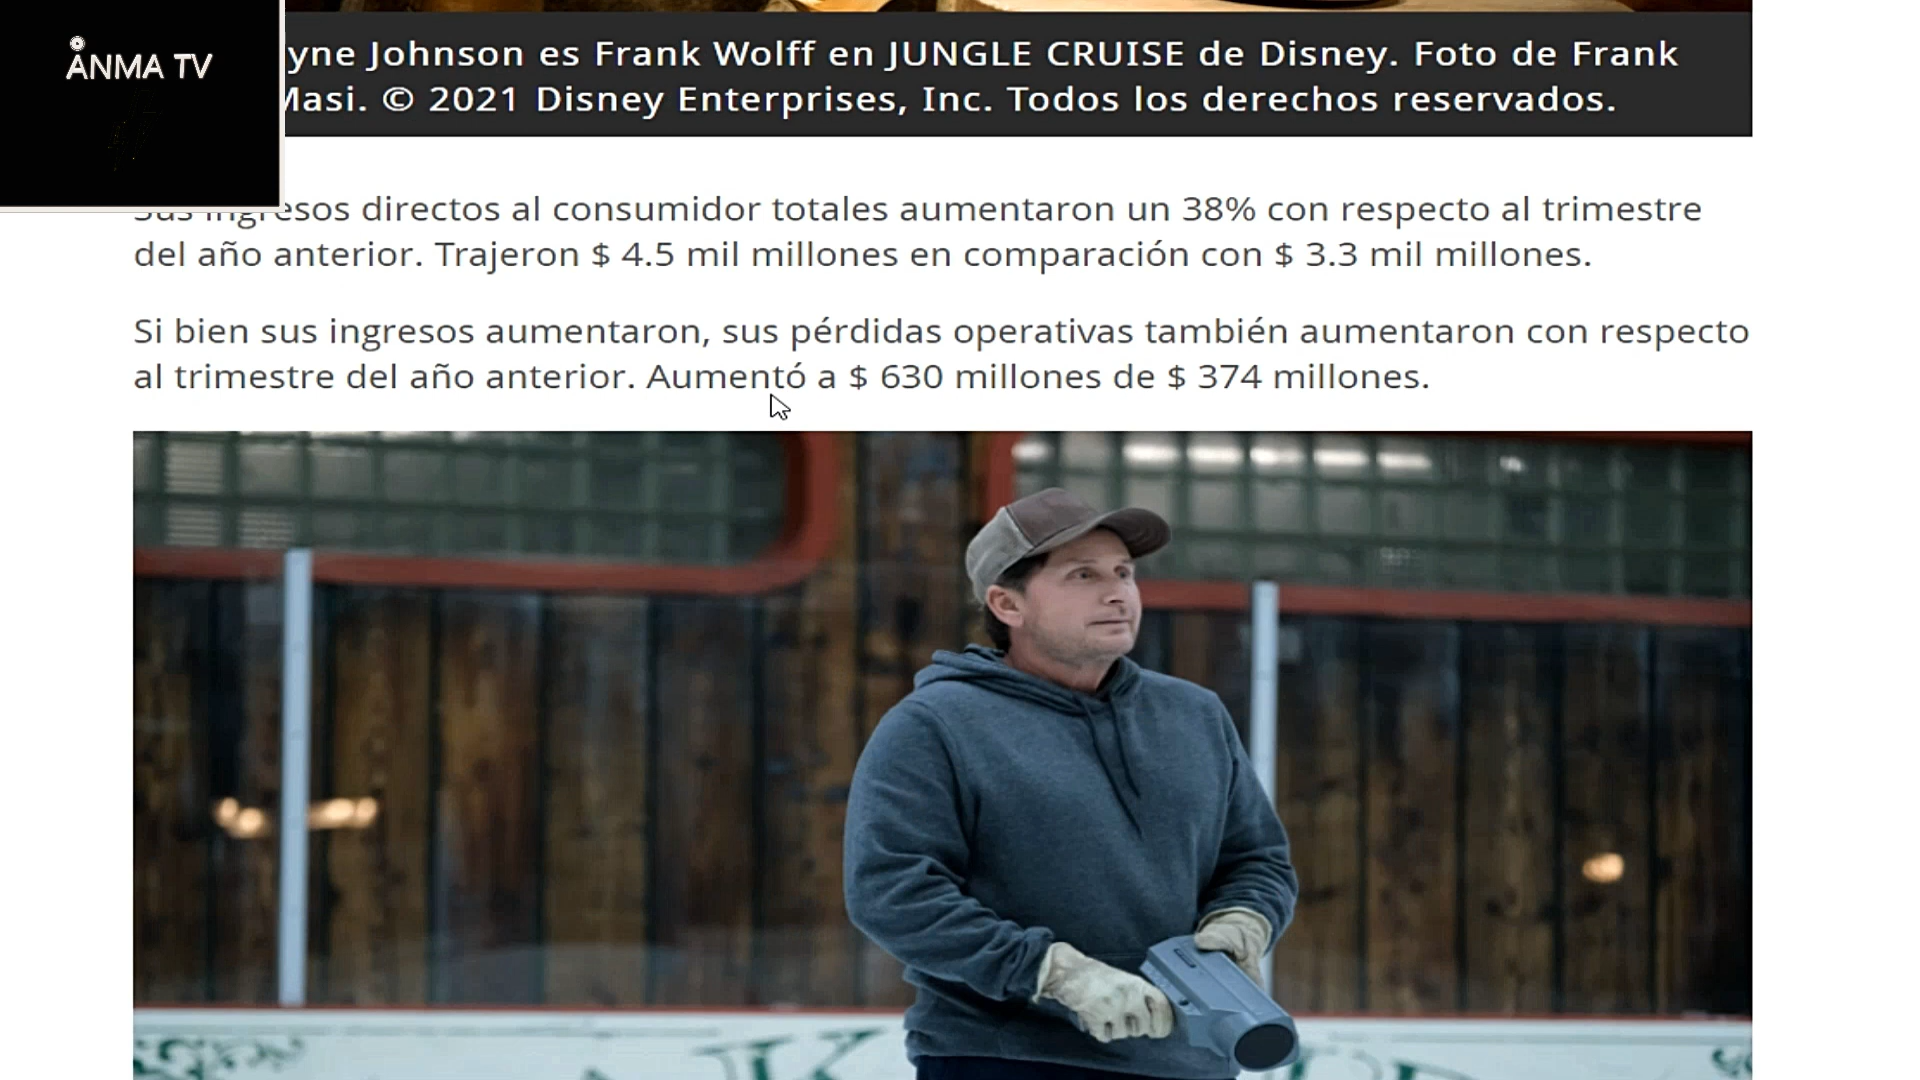 ANMA TV
yne Johnson es Frank Wolff en JUNGLE CRUISE de Disney. Foto de Frank
Masi. © 2021 Disney Enterprises, Inc. Todos los derechos reservados.
Sus ingresos directos al consumidor totales aumentaron un 38% con respecto al trimestre
del año anterior. Trajeron $ 4.5 mil millones en comparación con $ 3.3 mil millones.
Si bien sus ingresos aumentaron, sus pérdidas operativas también aumentaron con respecto
al trimestre del año anterior. Aumentó a $ 630 millones de $ 374 millones.